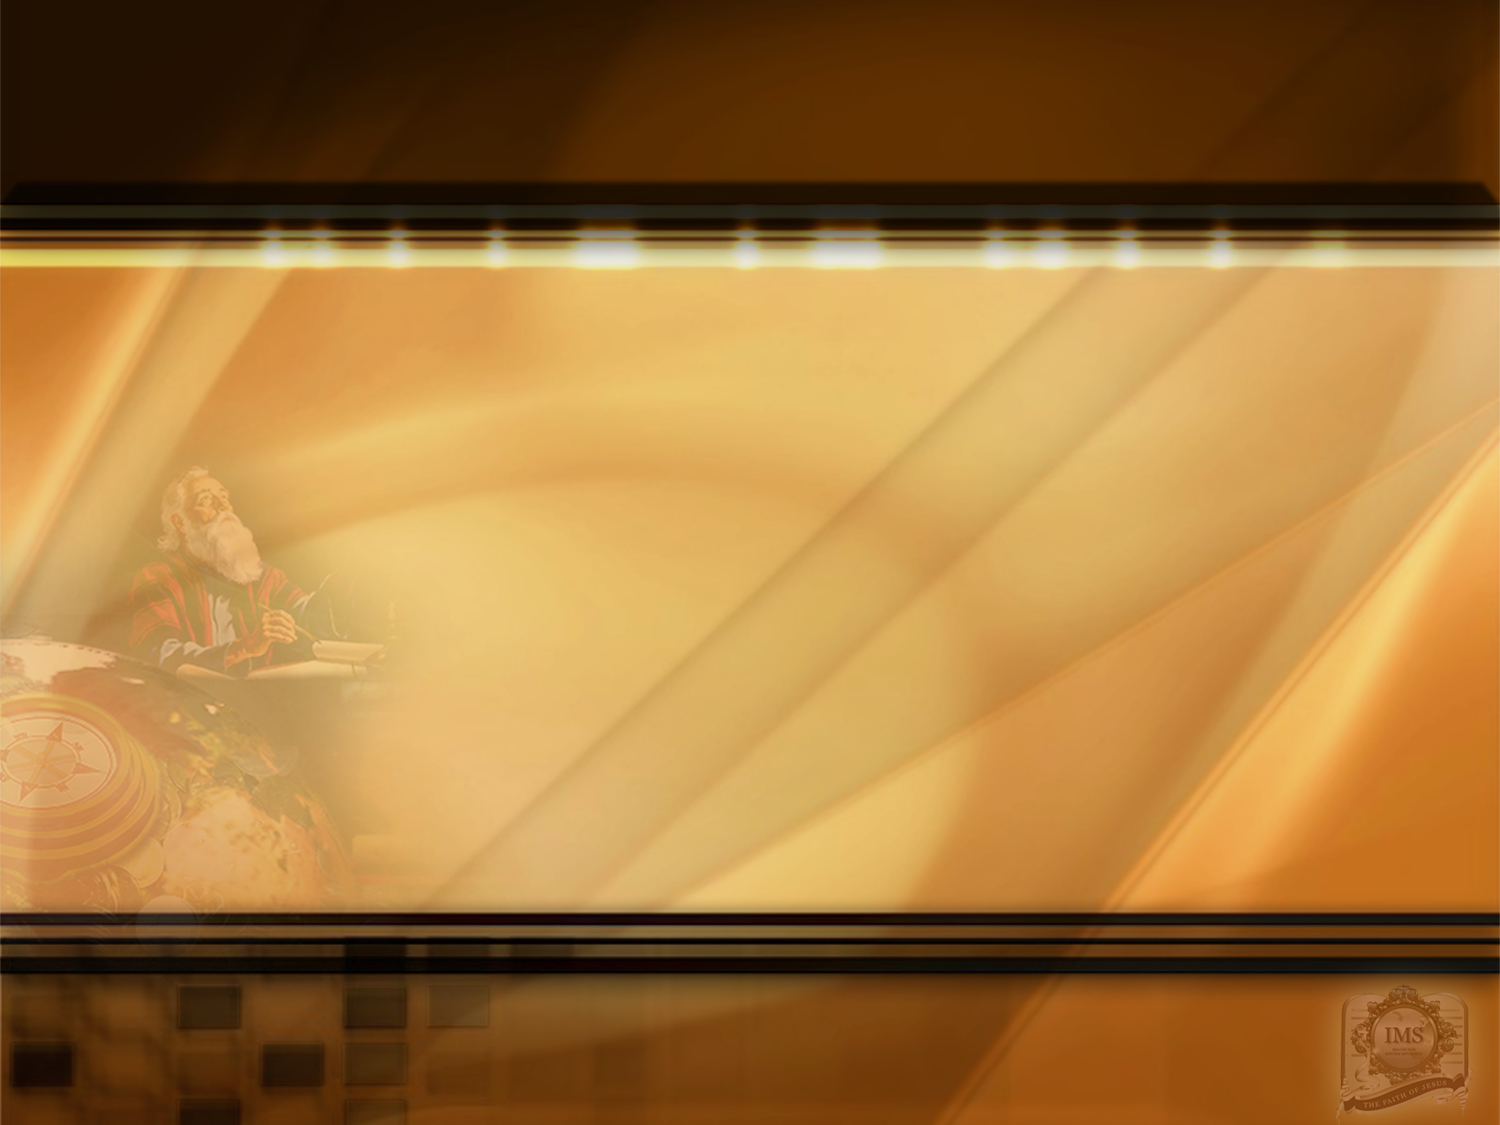 IMS
THE FAITH OF JESUS